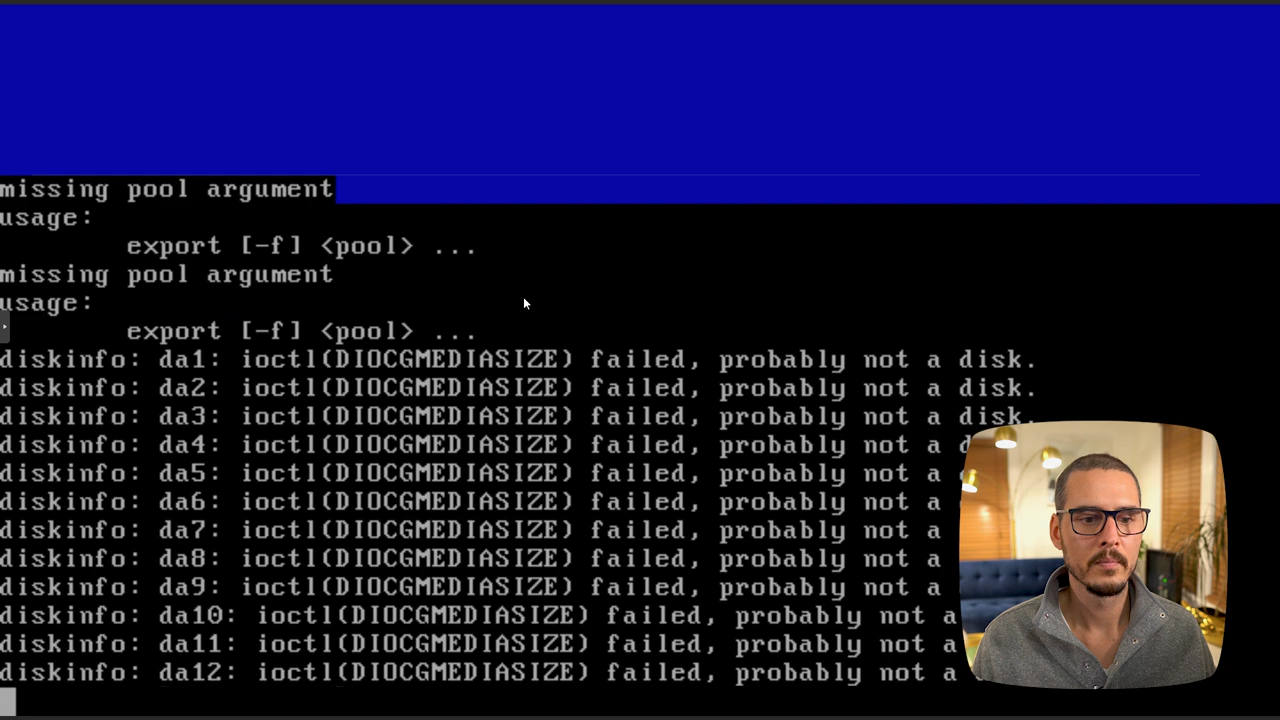 missing pool argument
usage:
export [-f] <pool> ...
missing pool argument
usage:
export [-f] <pool> ...
diskinfo: da1: ioctl(DIOCGMEDIASIZE) failed, probably not a disk.
diskinfo: da2: ioctl(DIOCGMEDIASIZE) failed, probably not a disk.
diskinfo: da3: ioctl(DIOCGMEDIASIZE) failed, probably not a disk.
diskinfo: da4: ioctl(DIOCGMEDIASIZE) failed, probably not a
diskinfo: da5: ioctl(DIOCGMEDIASIZE) failed, probably not a
diskinfo: da6: ioctl(DIOCGMEDIASIZE) failed, probably not a
diskinfo: da7: ioctl(DIOCGMEDIASIZE) failed, probably not a
diskinfo: da8: ioctl(DIOCGMEDIASIZE) failed, probably not a
diskinfo: da9: ioctl(DIOCGMEDIASIZE) failed, probably not a
diskinfo: da10: ioctl(DIOCGMEDIASIZE) failed, probably not a
diskinfo: da11: ioctl(DIOCGMEDIASIZE) failed, probably not a
diskinfo: da12: ioctl(DIOCGMEDIASIZE) failed, probably not a